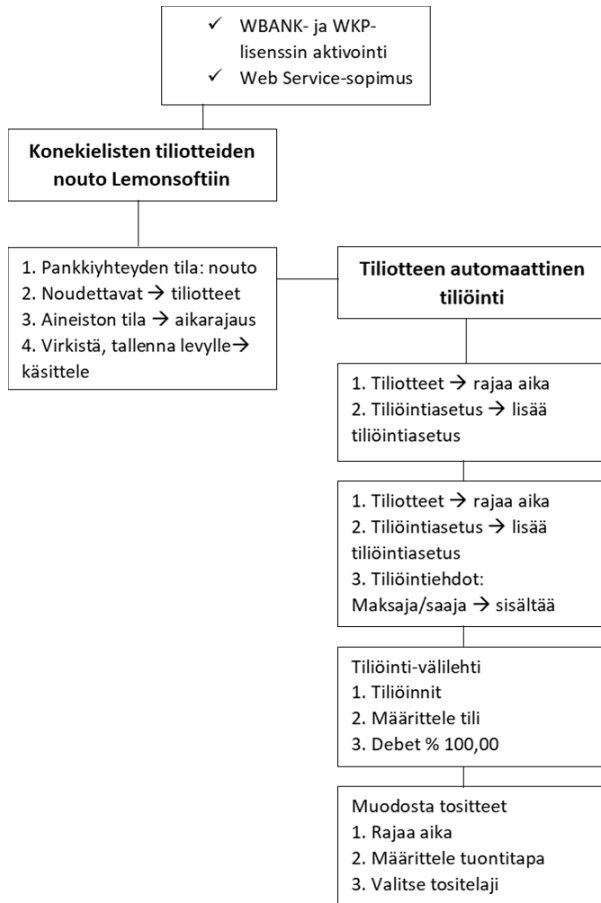 ✓ WBANK- ja WKP-
lisenssin aktivointi
✓ Web Service-sopimus
Konekielisten tiliotteiden
nouto Lemonsoftiin
1. Pankkiyhteyden tila: nouto
2. Noudettavat → tiliotteet
3. Aineiston tila → aikarajaus
4. Virkistä, tallenna levylle→
käsittele
Tiliotteen automaattinen
tiliöinti
1. Tiliotteet → rajaa aika
2. Tiliöintiasetus → lisää
tiliöintiasetus
1. Tiliotteet → rajaa aika
2. Tiliöintiasetus → lisää
tiliöintiasetus
3. Tiliöintiehdot:
Maksaja/saaja → sisältää
Tiliöinti-välilehti
1. Tiliöinnit
2. Määrittele tili
3. Debet % 100,00
Muodosta tositteet
1. Rajaa aika
2. Määrittele tuontitapa
3. Valitse tositelaji